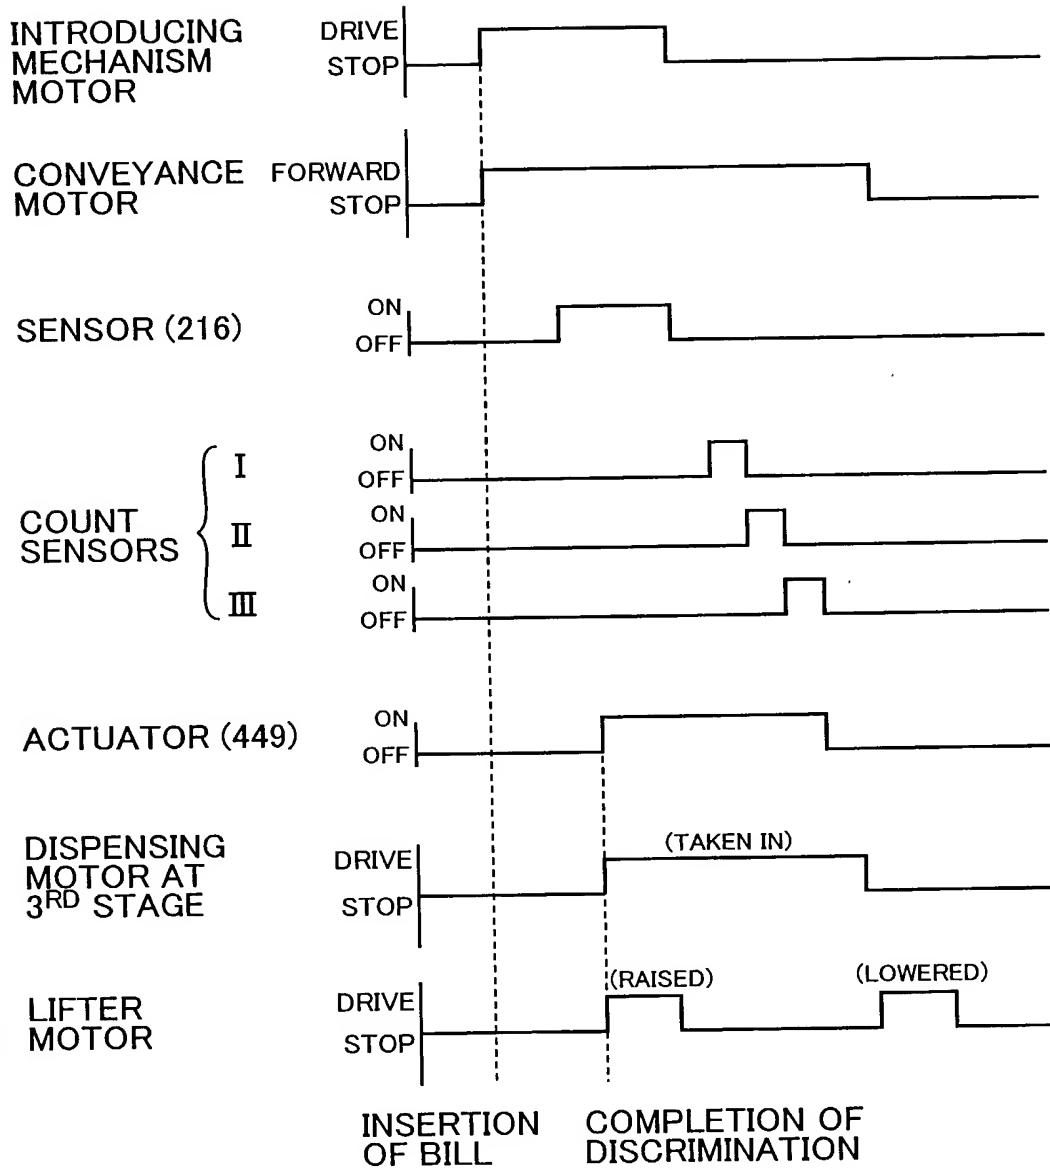 INTRODUCING
MECHANISM
MOTOR
DRIVE
STOP
CONVEYANCE
MOTOR
FORWARD
STOP
SENSOR (216)
ON
OFF
COUNT
SENSORS
I
ON
OFF
II
ON
OFF
III
ON
OFF
ACTUATOR (449)
ON
OFF
DISPENSING
MOTOR AT
3RD STAGE
DRIVE
STOP
(TAKEN IN)
LIFTER
MOTOR
DRIVE
STOP
(RAISED)
(LOWERED)
INSERTION
OF BILL
COMPLETION OF
DISCRIMINATION